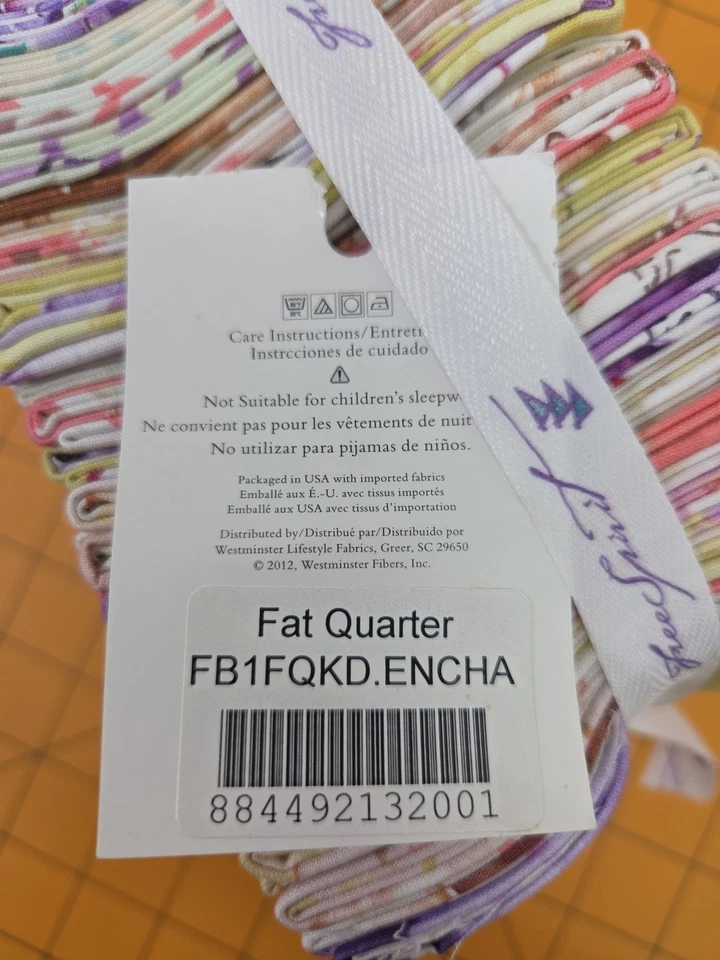 Care Instructions/Entreti
Instrcciones de cuidado
Not Suitable for children's sleepw
Ne convient pas pour les vêtements de nuit
No utilizar para pijamas de niños.
Packaged in USA with imported fabrics
Emballé aux É.-U. avec tissus importés
Emballé aux USA avec tissus d'importation
Distributed by/Distribué par/Distribuido por
Westminster Lifestyle Fabrics, Greer, SC 29650
© 2012, Westminster Fibers, Inc.
Fat Quarter
FB1FQKD.ENCHA
884492132001
FreeSpirit